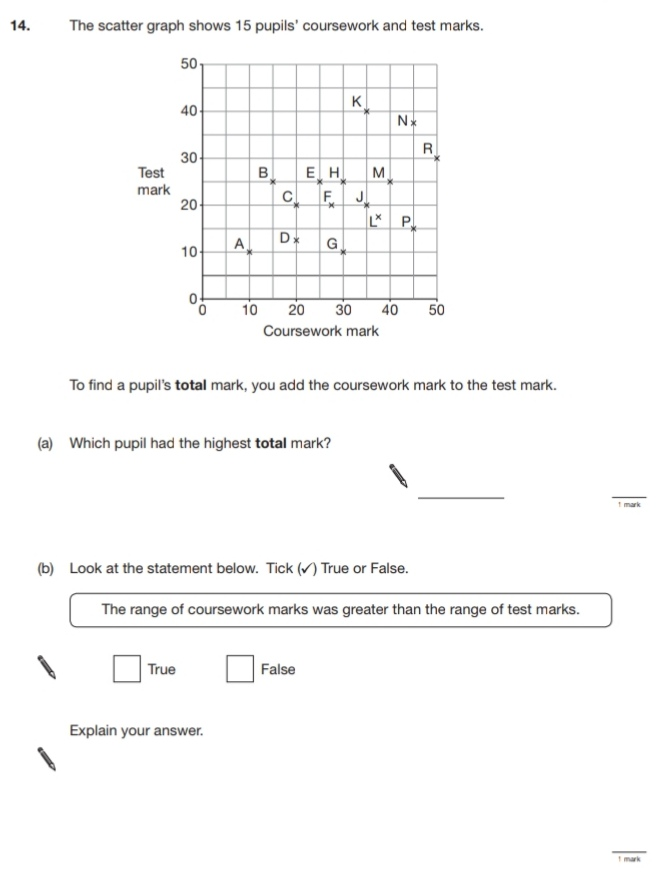 14. The scatter graph shows 15 pupils' coursework and test marks.
50
K
40
N
R
30
Test
mark
B E H M
C F J
20
L P
A D G
10
0
0 10 20 30 40 50
Coursework mark
To find a pupil's total mark, you add the coursework mark to the test mark.
(a) Which pupil had the highest total mark?
1 mark
(b) Look at the statement below. Tick (✓) True or False.
The range of coursework marks was greater than the range of test marks.
True False
Explain your answer.
1 mark